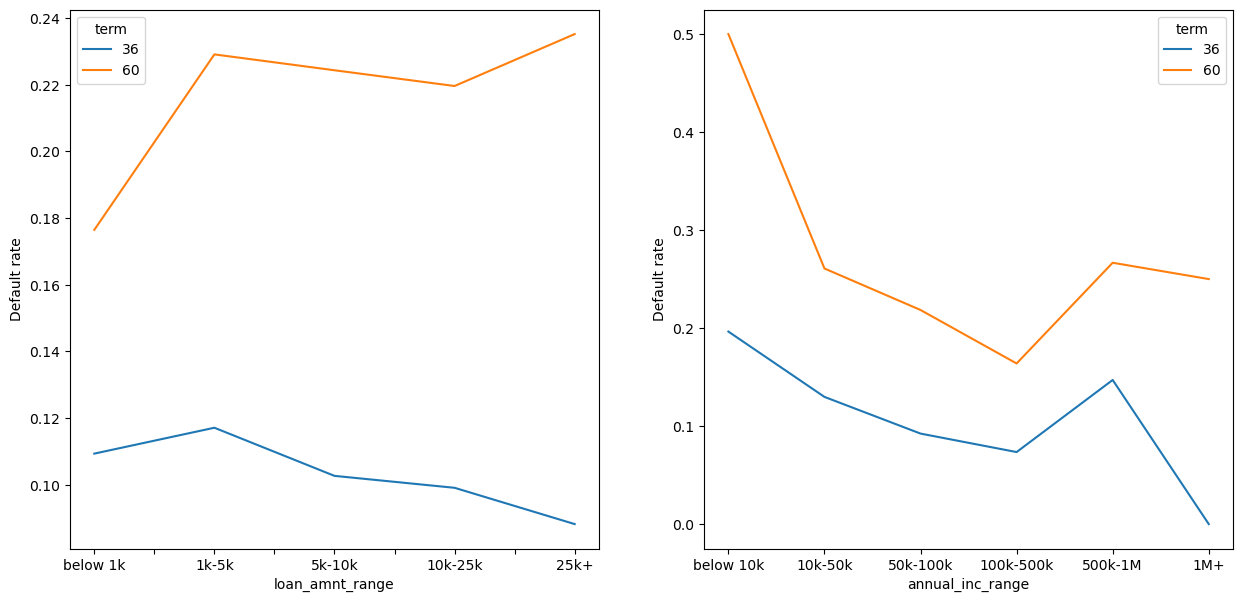 term
36
60
0.24
0.22
0.20
0.18
0.16
0.14
0.12
0.10
Default rate
below 1k 1k-5k 5k-10k 10k-25k 25k+
loan_amnt_range
term
36
60
0.5
0.4
0.3
0.2
0.1
0.0
Default rate
below 10k 10k-50k 50k-100k 100k-500k 500k-1M 1M+
annual_inc_range